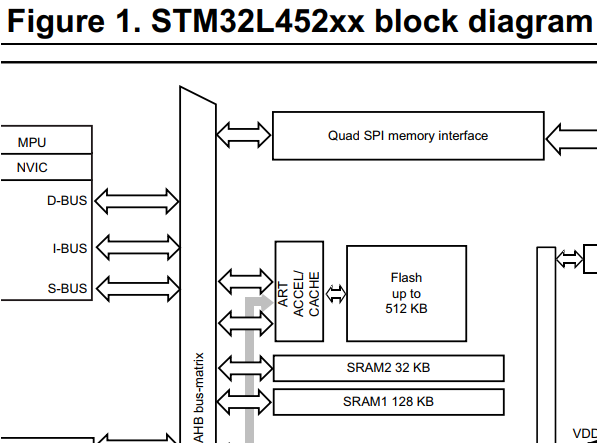 Figure 1. STM32L452xx block diagram
MPU
NVIC
D-BUS
I-BUS
S-BUS
AHB bus-matrix
Quad SPI memory interface
ART
ACCEL/
CACHE
Flash
up to
512 KB
SRAM2 32 KB
SRAM1 128 KB
VDD